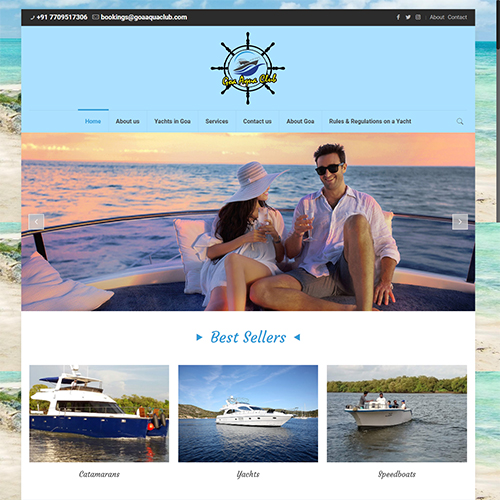 +91 7709517306 bookings@goaaquaclub.com
About Contact
Goa Aqua Club
Home About us Yachts in Goa Services Contact us About Goa Rules & Regulations on a Yacht
Best Sellers
Catamarans Yachts Speedboats